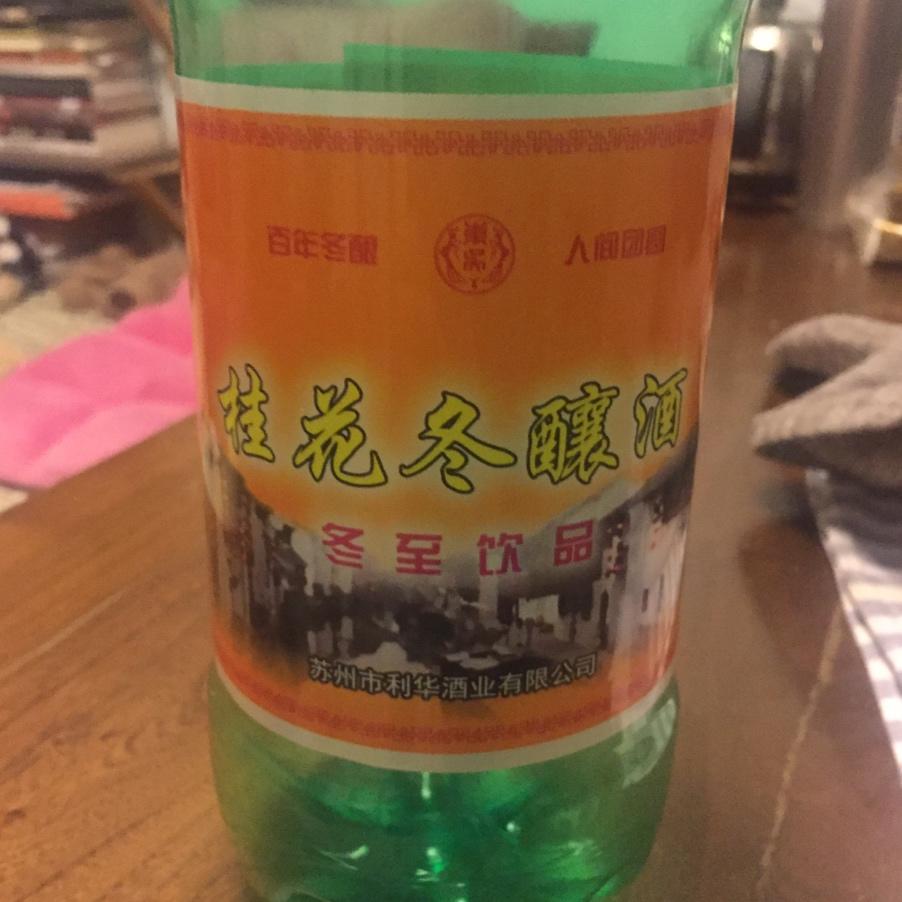 百年冬酿 人间团圆
桂花冬酿酒
冬至饮品
苏州市利华酒业有限公司